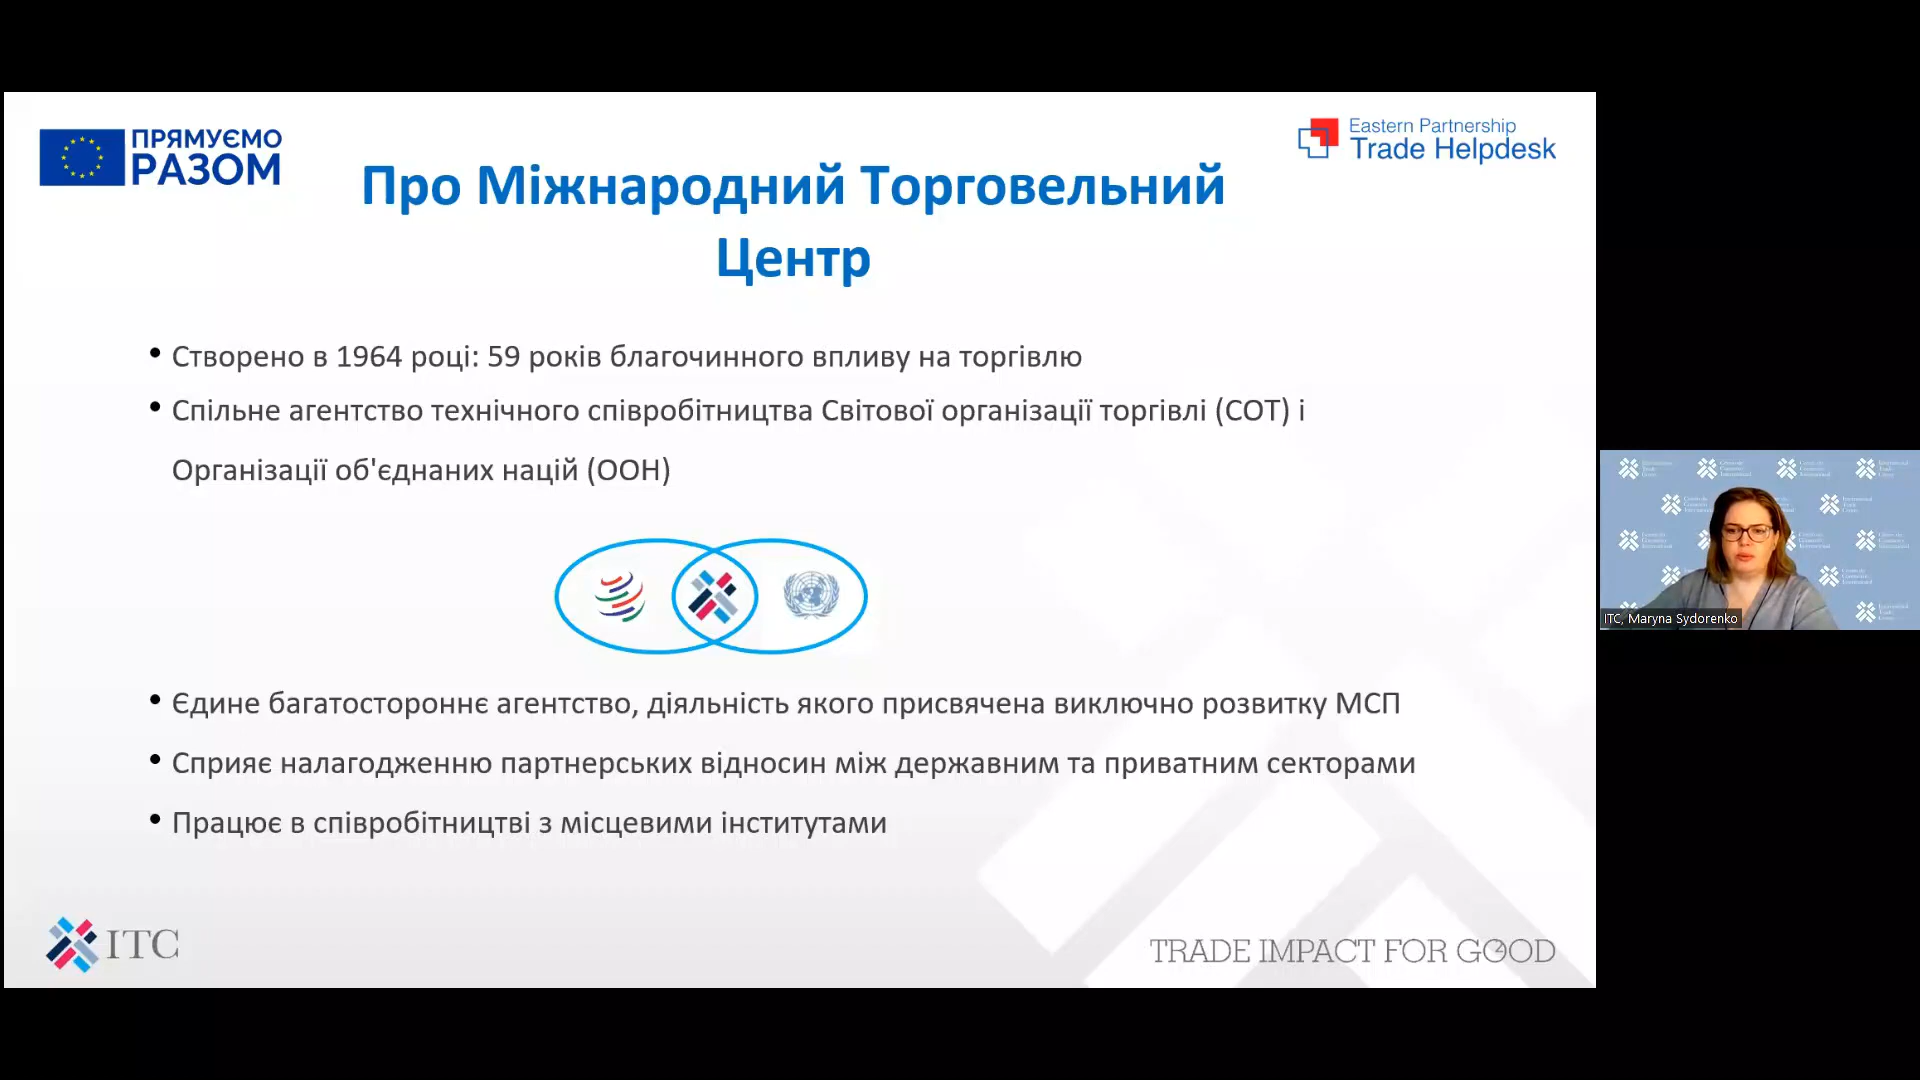 ПРЯМУЄМО
РАЗОМ
Eastern Partnership
Trade Helpdesk
Про Міжнародний Торговельний
Центр
• Створено в 1964 році: 59 років благочинного впливу на торгівлю
• Спільне агентство технічного співробітництва Світової організації торгівлі (СОТ) і
Організації об'єднаних націй (ООН)
• Єдине багатостороннє агентство, діяльність якого присвячена виключно розвитку МСП
• Сприяє налагодженню партнерських відносин між державним та приватним секторами
• Працює в співробітництві з місцевими інститутами
ITC
TRADE IMPACT FOR GOOD
ITC, Maryna Sydorenko